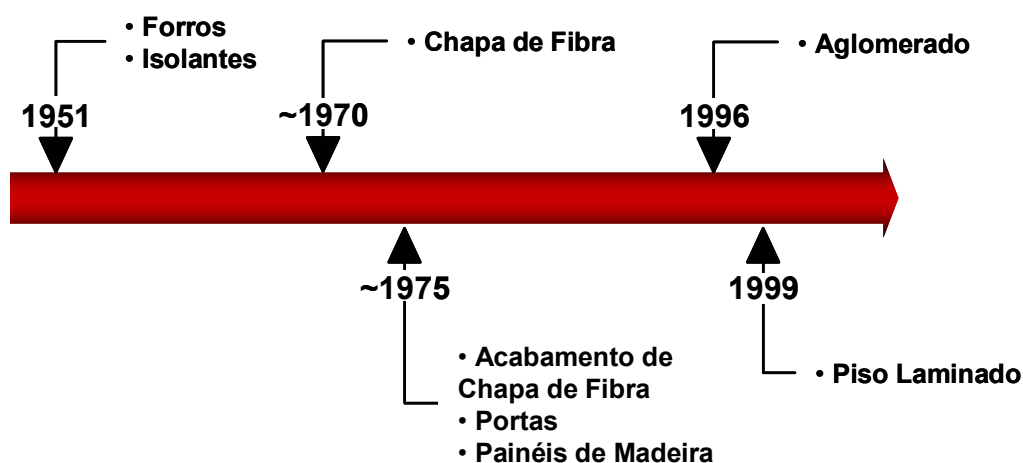 • Forros
• Isolantes
1951
• Chapa de Fibra
~1970
• Aglomerado
1996
~1975
• Acabamento de
Chapa de Fibra
• Portas
• Painéis de Madeira
1999
• Piso Laminado